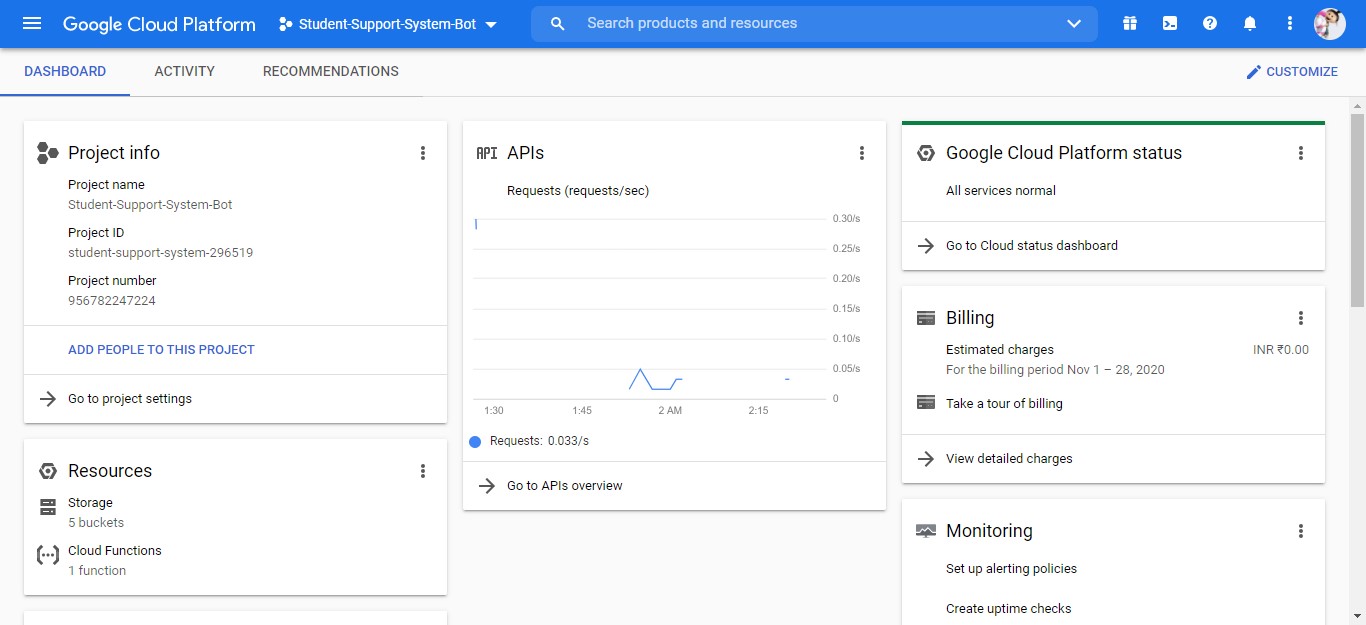 Google Cloud Platform
Student-Support-System-Bot
Search products and resources
DASHBOARD
ACTIVITY
RECOMMENDATIONS
CUSTOMIZE
Project info
Project name
Student-Support-System-Bot
Project ID
student-support-system-296519
Project number
956782247224
ADD PEOPLE TO THIS PROJECT
Go to project settings
Resources
Storage
5 buckets
Cloud Functions
1 function
API APIs
Requests (requests/sec)
0.30/s
0.25/s
0.20/s
0.15/s
0.10/s
0.05/s
0
1:30 1:45 2 AM 2:15
Requests: 0.033/s
Go to APIs overview
Google Cloud Platform status
All services normal
Go to Cloud status dashboard
Billing
Estimated charges INR ₹0.00
For the billing period Nov 1 – 28, 2020
Take a tour of billing
View detailed charges
Monitoring
Set up alerting policies
Create uptime checks